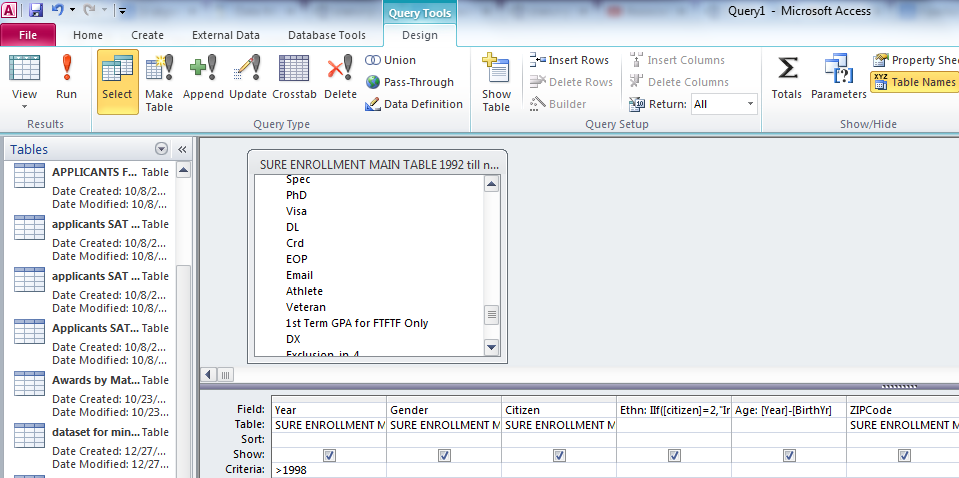 Query Tools
Query1 - Microsoft Access
File
Home
Create
External Data
Database Tools
Design
View
Run
Results
Select
Make Table
Append
Update
Crosstab
Delete
Union
Pass-Through
Data Definition
Query Type
Show Table
Insert Rows
Delete Rows
Builder
Insert Columns
Delete Columns
Return: All
Query Setup
Totals
Parameters
Property Shee
Table Names
Show/Hide
Tables
APPLICANTS F... Table
Date Created: 10/8/2...
Date Modified: 10/8/...
applicants SAT ... Table
Date Created: 10/8/2...
Date Modified: 10/8/...
applicants SAT ... Table
Date Created: 10/8/2...
Date Modified: 10/8/...
Applicants SAT... Table
Date Created: 10/8/2...
Date Modified: 10/8/...
Awards by Mat... Table
Date Created: 10/23/...
Date Modified: 10/23...
dataset for min... Table
Date Created: 12/27/...
Date Modified: 12/27...
SURE ENROLLMENT MAIN TABLE 1992 till n...
Spec
PhD
Visa
DL
Crd
EOP
Email
Athlete
Veteran
1st Term GPA for FTFTF Only
DX
Exclusion_in_4
Field: Year Gender Citizen Ethn: IIf([citizen]=2,"Ir Age: [Year]-[BirthYr] ZIPCode
Table: SURE ENROLLMENT M SURE ENROLLMENT M SURE ENROLLMENT M SURE ENROLLMENT M
Sort:
Show:
Criteria: >1998